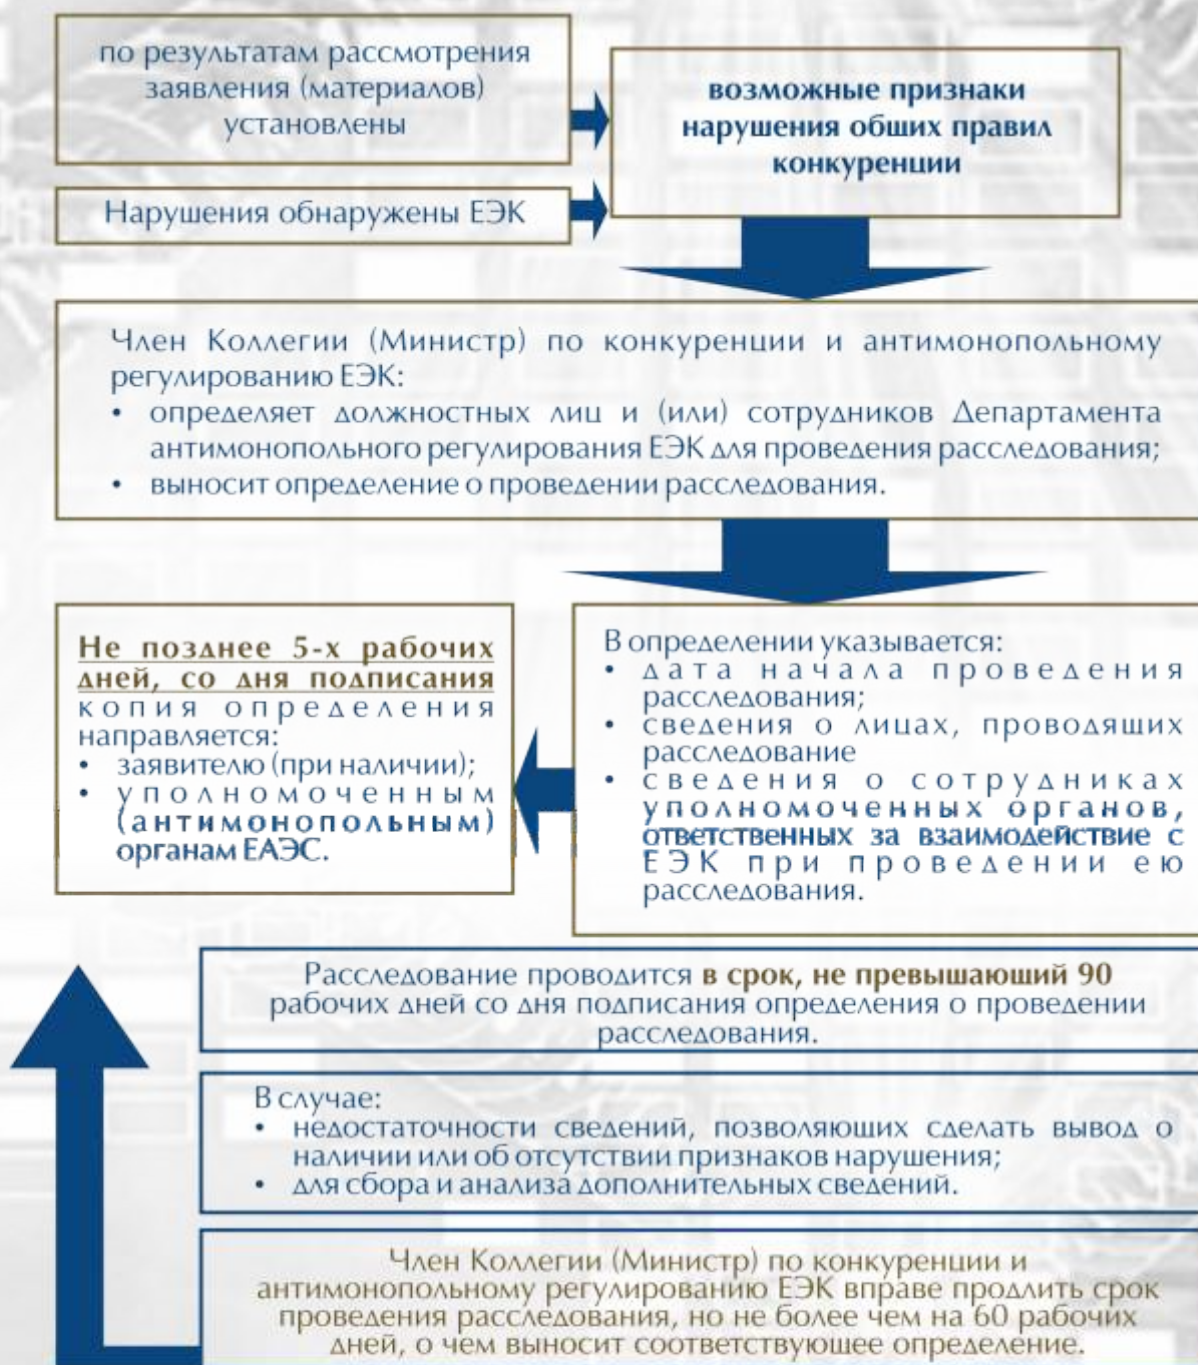 по результатам рассмотрения
заявления (материалов)
установлены
возможные признаки
нарушения общих правил
конкуренции
Нарушения обнаружены ЕЭК
Член Коллегии (Министр) по конкуренции и антимонопольному
регулированию ЕЭК:
• определяет должностных лиц и (или) сотрудников Департамента
антимонопольного регулирования ЕЭК для проведения расследования;
• выносит определение о проведении расследования.
Не позднее 5-х рабочих
дней, со дня подписания
копия определения
направляется:
• заявителю (при наличии);
• уполномоченным
(антимонопольным)
органам ЕАЭС.
В определении указывается:
• дата начала проведения
расследования;
• сведения о лицах, проводящих
расследование
• сведения о сотрудниках
уполномоченных органов,
ответственных за взаимодействие с
ЕЭК при проведении ею
расследования.
Расследование проводится в срок, не превышающий 90
рабочих дней со дня подписания определения о проведении
расследования.
В случае:
• недостаточности сведений, позволяющих сделать вывод о
наличии или об отсутствии признаков нарушения;
• для сбора и анализа дополнительных сведений.
Член Коллегии (Министр) по конкуренции и
антимонопольному регулированию ЕЭК вправе продлить срок
проведения расследования, но не более чем на 60 рабочих
дней, о чем выносит соответствующее определение.